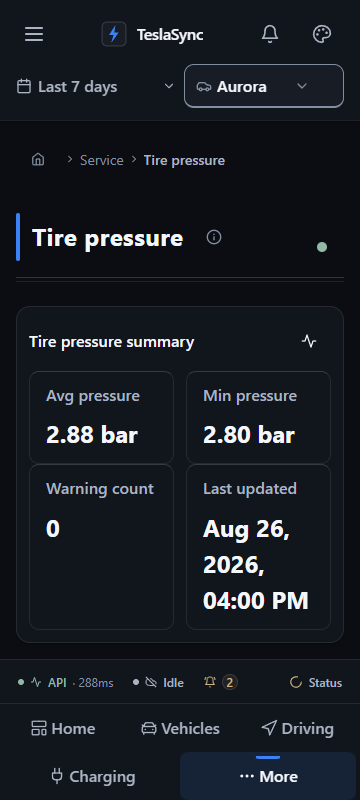 TeslaSync
Last 7 days Aurora
Service Tire pressure
Tire pressure
Tire pressure summary
Avg pressure
2.88 bar
Min pressure
2.80 bar
Warning count
0
Last updated
Aug 26,
2026,
04:00 PM
API · 288ms Idle 2 Status
Home Vehicles Driving
Charging More